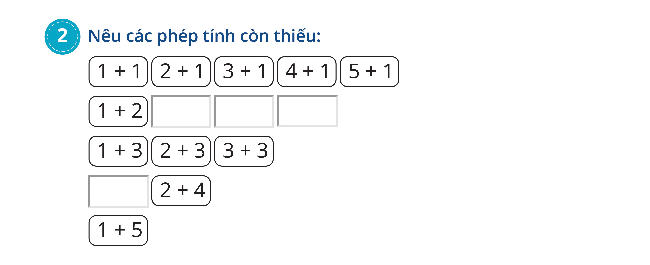 2 Nêu các phép tính còn thiếu:
1 + 1 2 + 1 3 + 1 4 + 1 5 + 1
1 + 2
1 + 3 2 + 3 3 + 3
2 + 4
1 + 5